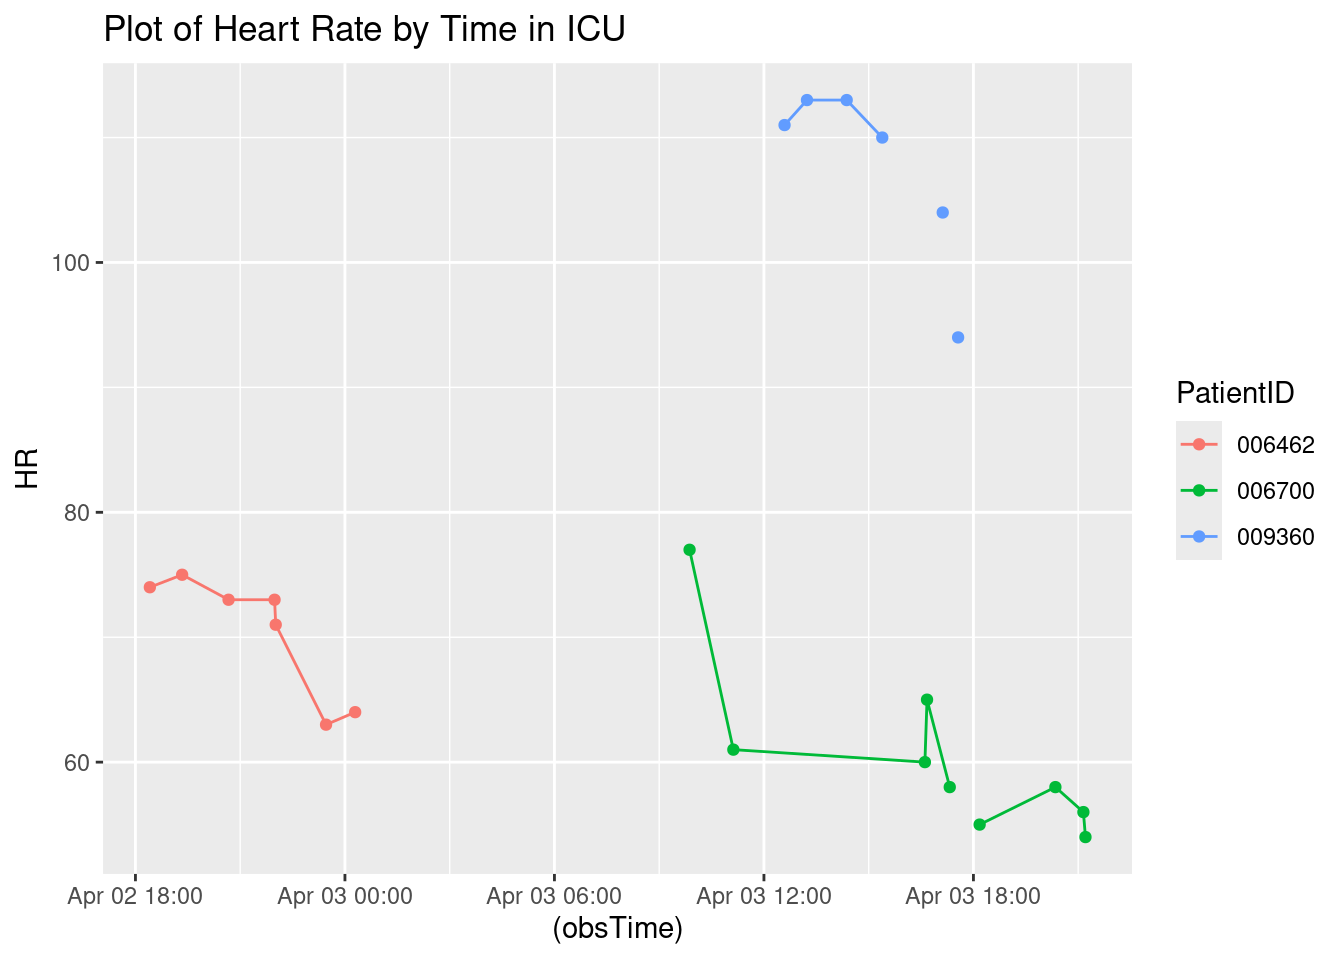 Plot of Heart Rate by Time in ICU
HR
100
80
60
Apr 02 18:00 Apr 03 00:00 Apr 03 06:00 Apr 03 12:00 Apr 03 18:00
(obsTime)
PatientID
006462
006700
009360